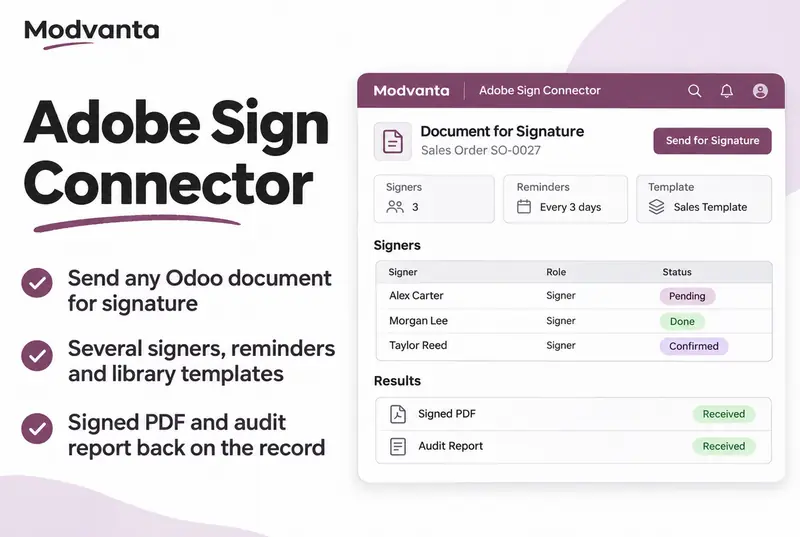 Modvanta
Adobe Sign
Connector
Send any Odoo document
for signature
Several signers, reminders
and library templates
Signed PDF and audit
report back on the record
Modvanta
Adobe Sign Connector
Document for Signature
Sales Order SO-0027
Send for Signature
Signers
3
Reminders
Every 3 days
Template
Sales Template
Signers
Signer Role Status
Alex Carter Signer Pending
Morgan Lee Signer Done
Taylor Reed Signer Confirmed
Results
Signed PDF Received
Audit Report Received